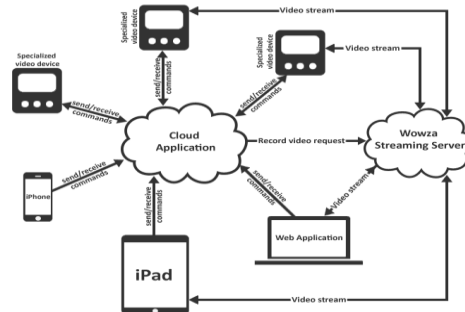 Video stream
Specialized
video device
Specialized
video device
Video stream
Specialized
video device
send/receive
commands
send/receive
commands
send/receive
commands
Cloud
Application
Record video request
Wowza
Streaming Server
iPhone
send/receive
commands
send/receive
commands
send/receive
commands
Video stream
Web Application
iPad
Video stream